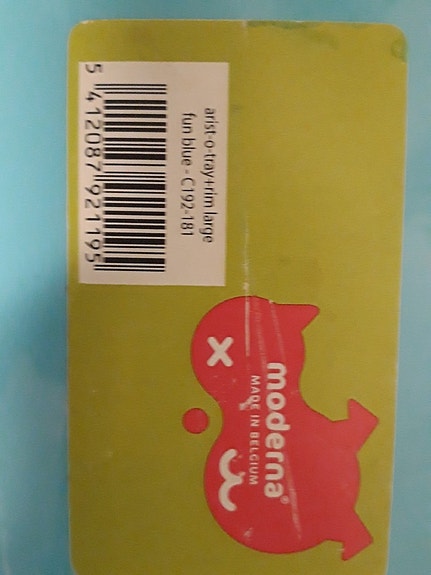 arist-o-tray+rim large
fun blue - C192-181
5 412087 921195
moderna®
MADE IN BELGIUM